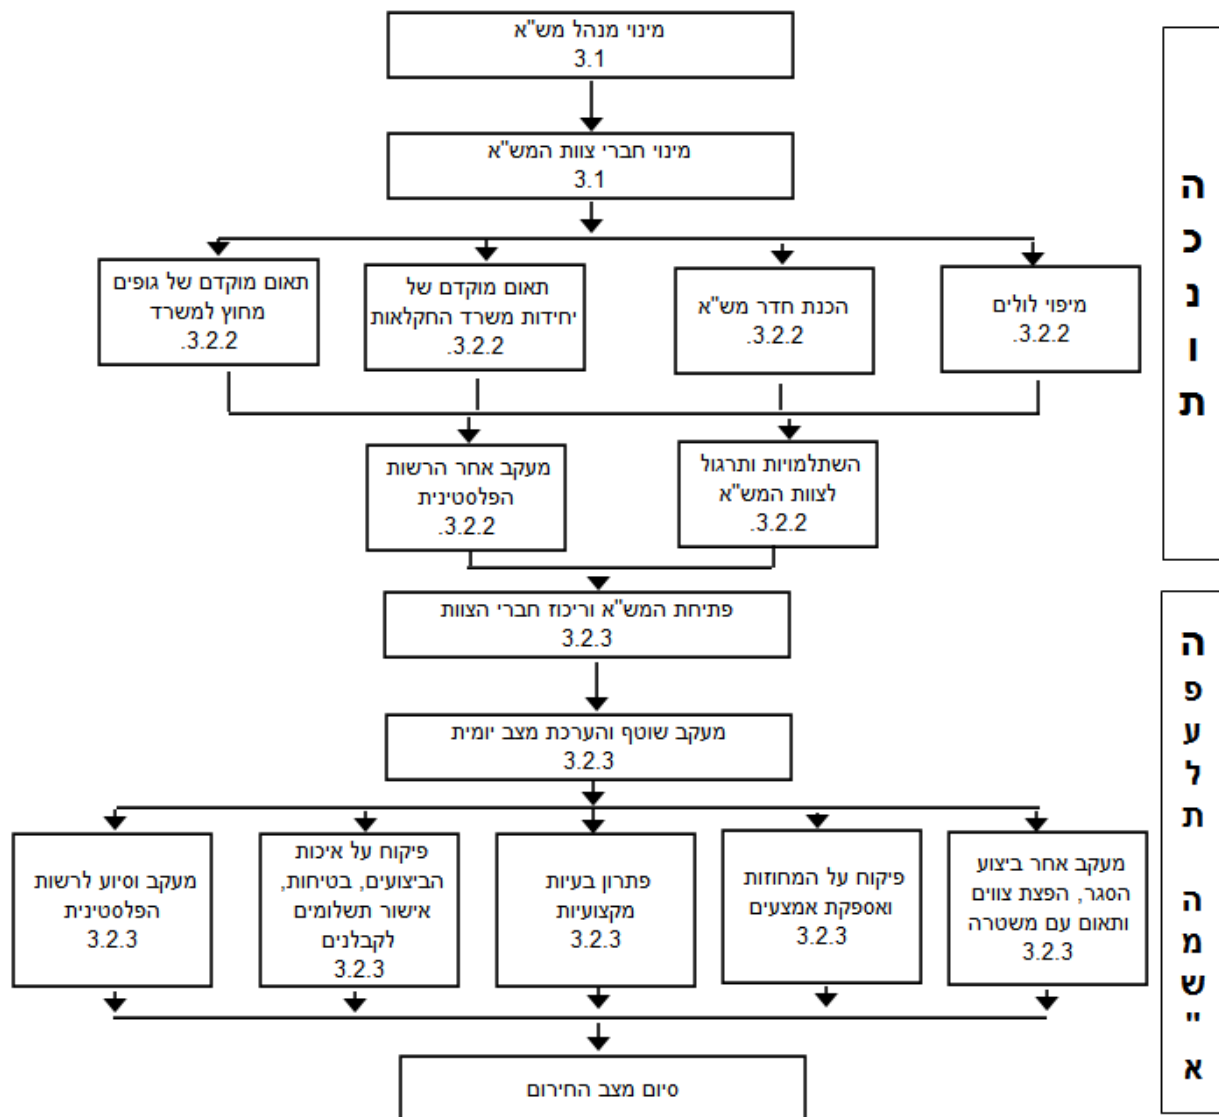 מינוי מנהל מש"א
3.1
מינוי חברי צוות המש"א
3.1
מיפוי לולים
3.2.2.
הכנת חדר מש"א
3.2.2.
תאום מוקדם של
יחידות משרד החקלאות
3.2.2.
תאום מוקדם של גופים
מחוץ למשרד
3.2.2.
השתלמויות ותרגול
לצוות המש"א
3.2.2.
מעקב אחר הרשות
הפלסטינית
3.2.2.
הכנות
פתיחת המש"א וריכוז חברי הצוות
3.2.3
מעקב שוטף והערכת מצב יומית
3.2.3
מעקב אחר ביצוע
הסגר, הפצת צווים
ותאום עם משטרה
3.2.3
פיקוח על המחוזות
ואספקת אמצעים
3.2.3
פתרון בעיות
מקצועיות
3.2.3
פיקוח על איכות
הביצועים, בטיחות,
אישור תשלומים
לקבלנים
3.2.3
מעקב וסיוע לרשות
הפלסטינית
3.2.3
סיום מצב החירום
הפעלת המש"א